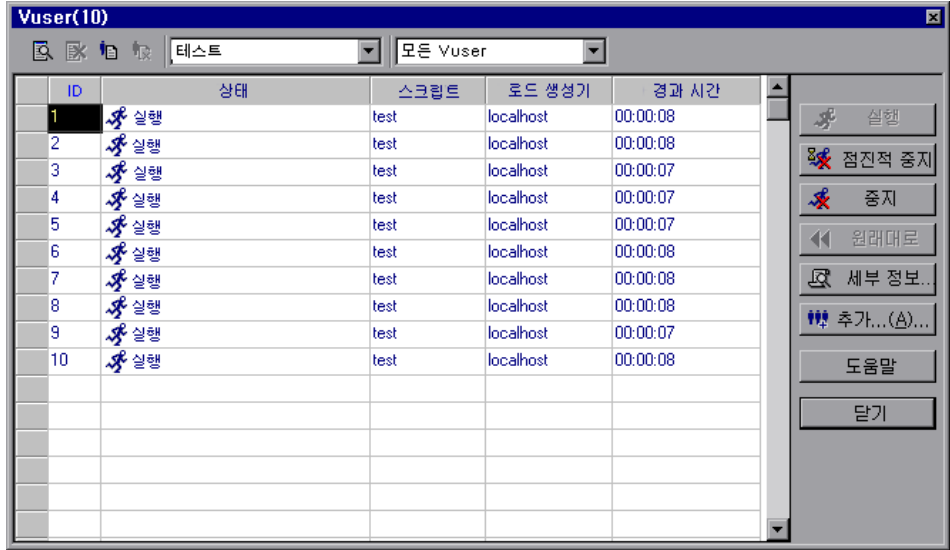 Vuser(10)
테스트 모든 Vuser
ID 상태 스크립트 로드 생성기 경과 시간
1 실행 test localhost 00:00:08
2 실행 test localhost 00:00:08
3 실행 test localhost 00:00:07
4 실행 test localhost 00:00:07
5 실행 test localhost 00:00:07
6 실행 test localhost 00:00:08
7 실행 test localhost 00:00:08
8 실행 test localhost 00:00:08
9 실행 test localhost 00:00:07
10 실행 test localhost 00:00:08
실행
점진적 중지
중지
원래대로
세부 정보...
추가...(A)...
도움말
닫기